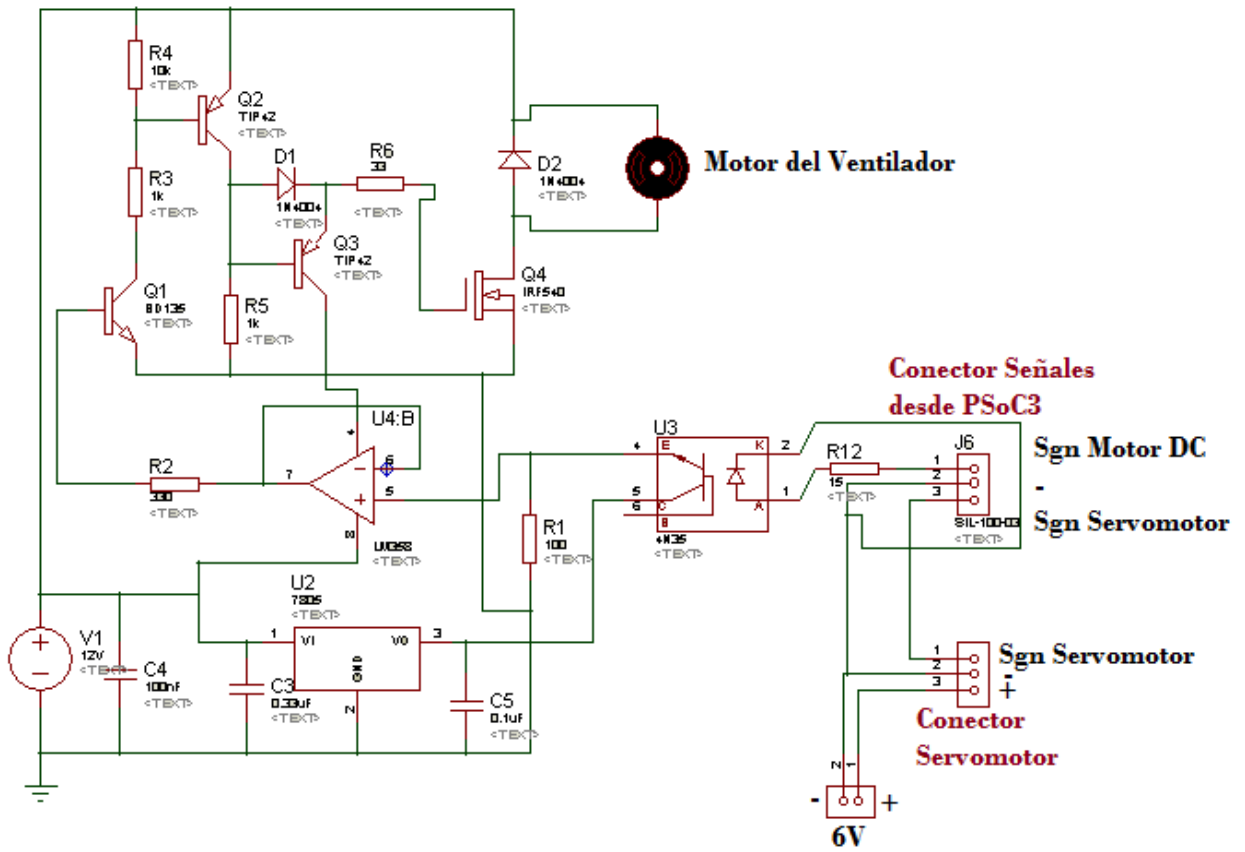 R4
10k
<TEXT>
Q2
TIP42
<TEXT>
R3
1k
<TEXT>
D1
1N4004
<TEXT>
R6
33
<TEXT>
D2
1N4004
<TEXT>
Motor del Ventilador
Q3
TIP42
<TEXT>
Q1
BD135
<TEXT>
R5
1k
<TEXT>
Q4
IRF540
<TEXT>
Conector Señales
desde PSoC3
U4:B
4
6
5
7
8
LM358
<TEXT>
R2
330
<TEXT>
R1
100
<TEXT>
U3
4
E
K
2
5
C
A
1
6
B
4N35
<TEXT>
R12
15
<TEXT>
J6
1
2
3
SIL-100-03
<TEXT>
Sgn Motor DC
-
Sgn Servomotor
U2
7805
<TEXT>
1
VI
VO
3
GND
2
V1
12V
<TEXT>
+
-
C4
100nF
<TEXT>
C3
0.33uF
<TEXT>
C5
0.1uF
<TEXT>
1
2
3
Sgn Servomotor
-
+
Conector
Servomotor
2
1
-
+
6V